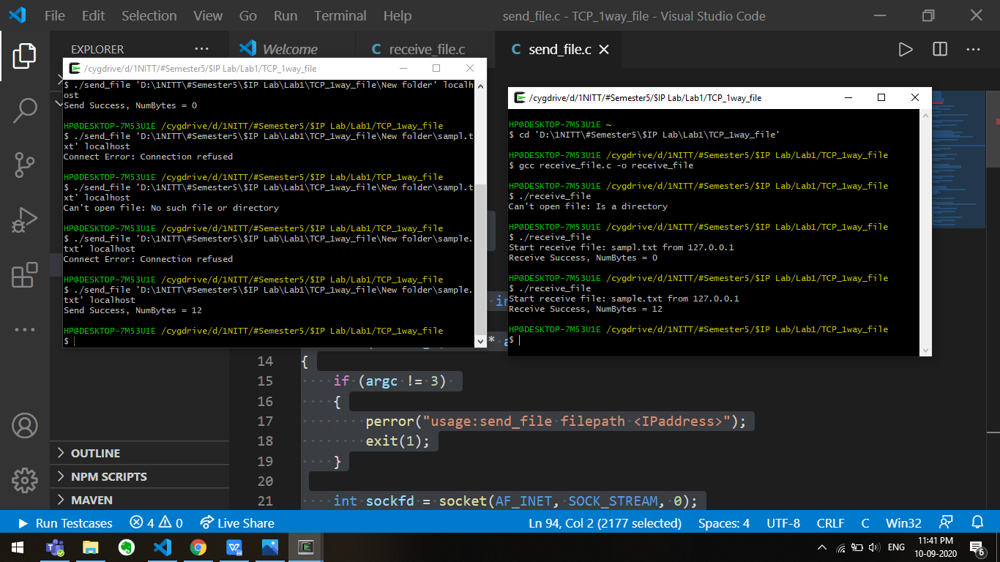 File Edit Selection View Go Run Terminal Help send_file.c - TCP_1way_file - Visual Studio Code
EXPLORER
Welcome
C receive_file.c
C send_file.c
/cygdrive/d/1NITT/#Semester5/$IP Lab/Lab1/TCP_1way_file
$ ./send_file 'D:\1NITT\#Semester5\$IP Lab\Lab1\TCP_1way_file\New folder' localh
ost
Send Success, NumBytes = 0
HP@DESKTOP-7M53U1E /cygdrive/d/1NITT/#Semester5/$IP Lab/Lab1/TCP_1way_file
$ ./send_file 'D:\1NITT\#Semester5\$IP Lab\Lab1\TCP_1way_file\New folder\sampl.t
xt' localhost
Connect Error: Connection refused
HP@DESKTOP-7M53U1E /cygdrive/d/1NITT/#Semester5/$IP Lab/Lab1/TCP_1way_file
$ ./send_file 'D:\1NITT\#Semester5\$IP Lab\Lab1\TCP_1way_file\New folder\sampl.t
xt' localhost
Can't open file: No such file or directory
HP@DESKTOP-7M53U1E /cygdrive/d/1NITT/#Semester5/$IP Lab/Lab1/TCP_1way_file
$ ./send_file 'D:\1NITT\#Semester5\$IP Lab\Lab1\TCP_1way_file\New folder\sample.
txt' localhost
Connect Error: Connection refused
HP@DESKTOP-7M53U1E /cygdrive/d/1NITT/#Semester5/$IP Lab/Lab1/TCP_1way_file
$ ./send_file 'D:\1NITT\#Semester5\$IP Lab\Lab1\TCP_1way_file\New folder\sample.
txt' localhost
Send Success, NumBytes = 12
HP@DESKTOP-7M53U1E /cygdrive/d/1NITT/#Semester5/$IP Lab/Lab1/TCP_1way_file
$
/cygdrive/d/1NITT/#Semester5/$IP Lab/Lab1/TCP_1way_file
HP@DESKTOP-7M53U1E ~
$ cd 'D:\1NITT\#Semester5\$IP Lab\Lab1\TCP_1way_file'
HP@DESKTOP-7M53U1E /cygdrive/d/1NITT/#Semester5/$IP Lab/Lab1/TCP_1way_file
$ gcc receive_file.c -o receive_file
HP@DESKTOP-7M53U1E /cygdrive/d/1NITT/#Semester5/$IP Lab/Lab1/TCP_1way_file
$ ./receive_file
Can't open file: Is a directory
HP@DESKTOP-7M53U1E /cygdrive/d/1NITT/#Semester5/$IP Lab/Lab1/TCP_1way_file
$ ./receive_file
Start receive file: sampl.txt from 127.0.0.1
Receive Success, NumBytes = 0
HP@DESKTOP-7M53U1E /cygdrive/d/1NITT/#Semester5/$IP Lab/Lab1/TCP_1way_file
$ ./receive_file
Start receive file: sample.txt from 127.0.0.1
Receive Success, NumBytes = 12
HP@DESKTOP-7M53U1E /cygdrive/d/1NITT/#Semester5/$IP Lab/Lab1/TCP_1way_file
$
in
* a
14 {
15 if (argc != 3)
16 {
17 perror("usage:send_file filepath <IPaddress>");
18 exit(1);
19 }
20
21 int sockfd = socket(AF_INET, SOCK_STREAM, 0);
OUTLINE
NPM SCRIPTS
MAVEN
Run Testcases 4 0 Live Share Ln 94, Col 2 (2177 selected) Spaces: 4 UTF-8 CRLF C Win32
ENG
11:41 PM
10-09-2020
6